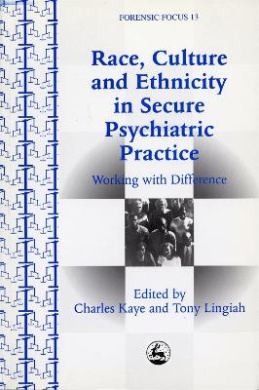 FORENSIC FOCUS 13
Race, Culture
and Ethnicity
in Secure
Psychiatric
Practice
Working with Difference
Edited by
Charles Kaye and Tony Lingiah